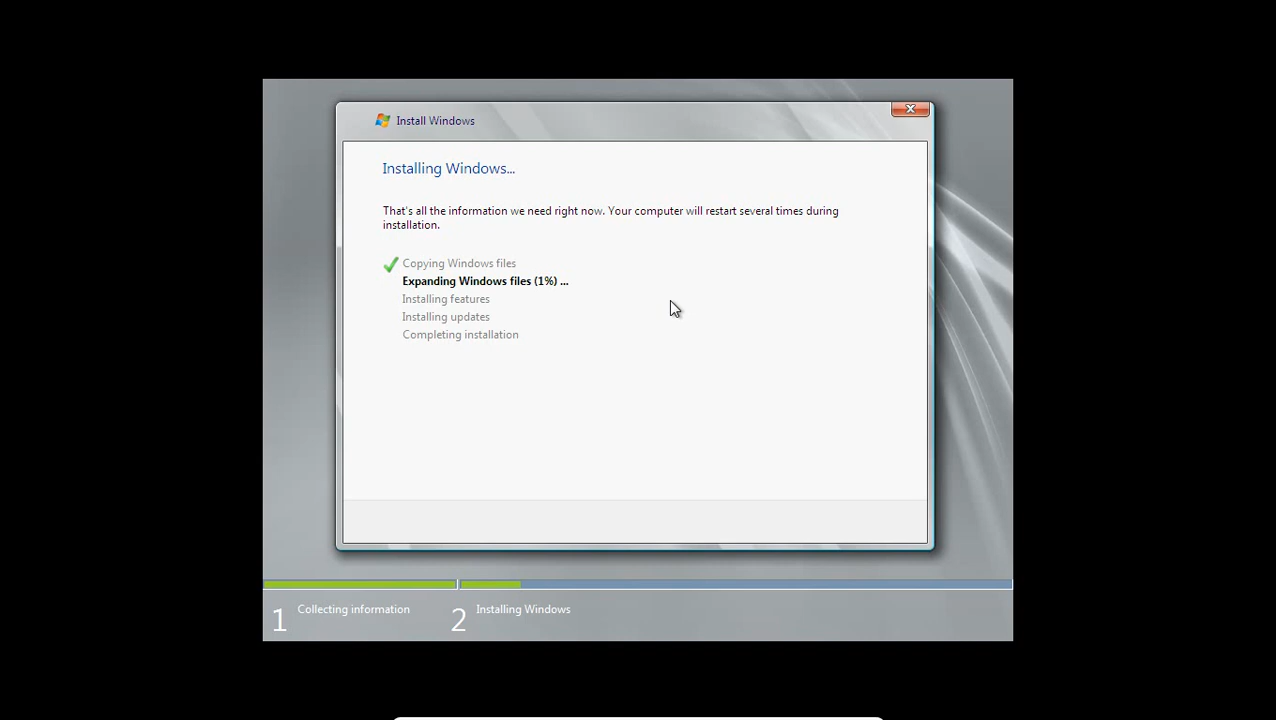 Install Windows
Installing Windows...
That's all the information we need right now. Your computer will restart several times during
installation.
Copying Windows files
Expanding Windows files (1%) ...
Installing features
Installing updates
Completing installation
1 Collecting information
2 Installing Windows